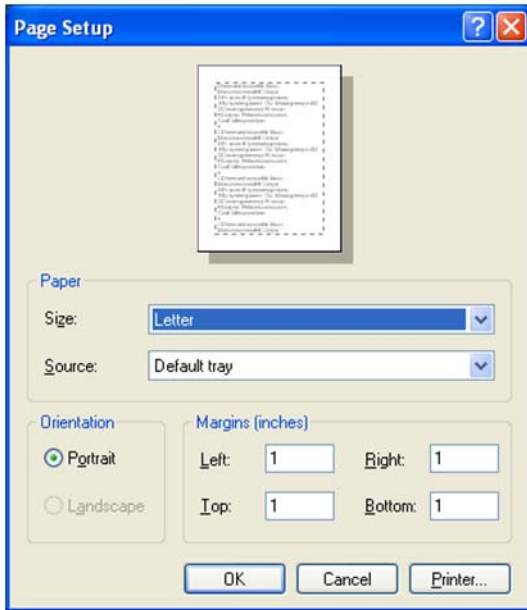 Page Setup
Paper
Size: Letter
Source: Default tray
Orientation
Portrait
Landscape
Margins (inches)
Left: 1 Right: 1
Top: 1 Bottom: 1
OK Cancel Printer...